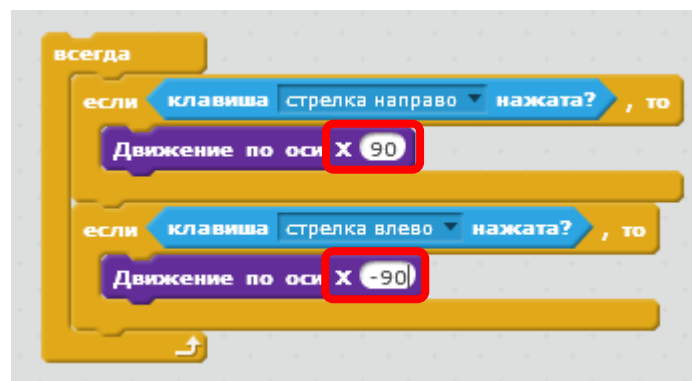 всегда
если клавиша стрелка направо нажата? , то
Движение по оси X 90
если клавиша стрелка влево нажата? , то
Движение по оси X -90